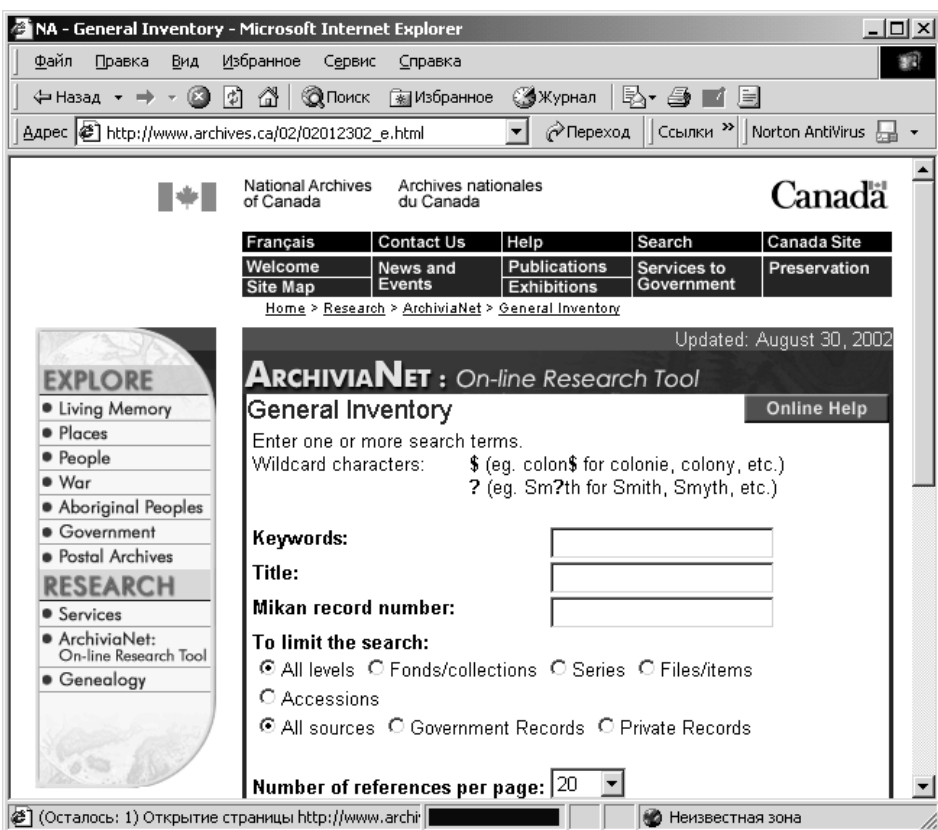 NA - General Inventory - Microsoft Internet Explorer
Файл Правка Вид Избранное Сервис Справка
Назад Поиск Избранное Журнал
Адрес http://www.archives.ca/02/02012302_e.html Переход Ссылки » Norton AntiVirus
National Archives Archives nationales
of Canada du Canada
Canada
Français Contact Us Help Search Canada Site
Welcome News and Events Publications Services to Government Preservation
Site Map Exhibitions
Home > Research > ArchiviaNet > General Inventory
Updated: August 30, 2002
ARCHIVIANET : On-line Research Tool
EXPLORE
Living Memory
Places
People
War
Aboriginal Peoples
Government
Postal Archives
RESEARCH
Services
ArchiviaNet:
On-line Research Tool
Genealogy
General Inventory Online Help
Enter one or more search terms.
Wildcard characters: $ (eg. colon$ for colonie, colony, etc.)
? (eg. Sm?th for Smith, Smyth, etc.)
Keywords:
Title:
Mikan record number:
To limit the search:
All levels Fonds/collections Series Files/items
Accessions
All sources Government Records Private Records
Number of references per page: 20
(Осталось: 1) Открытие страницы http://www.archi Неизвестная зона